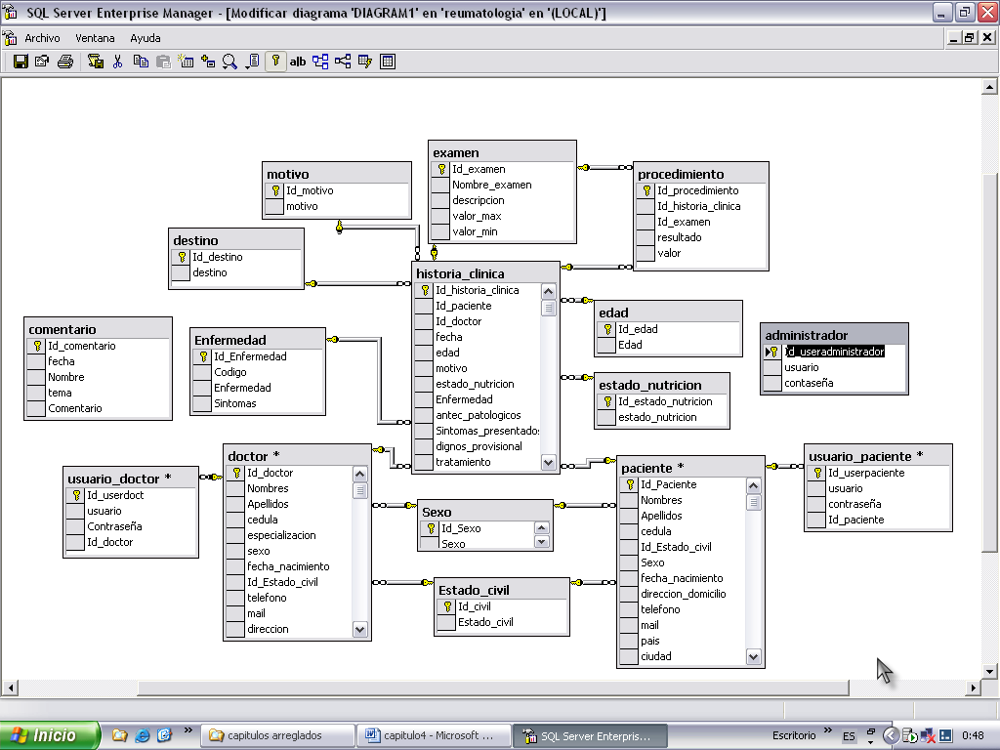 SQL Server Enterprise Manager - [Modificar diagrama 'DIAGRAM1' en 'reumatologia' en '(LOCAL)']
Archivo Ventana Ayuda
a|b
examen
Id_examen
Nombre_examen
descripcion
valor_max
valor_min
motivo
Id_motivo
motivo
procedimiento
Id_procedimiento
Id_historia_clinica
Id_examen
resultado
valor
destino
Id_destino
destino
historia_clinica
Id_historia_clinica
Id_paciente
Id_doctor
fecha
edad
motivo
estado_nutricion
Enfermedad
antec_patologicos
Sintomas_presentados
dignos_provisional
tratamiento
edad
Id_edad
Edad
comentario
Id_comentario
fecha
Nombre
tema
Comentario
Enfermedad
Id_Enfermedad
Codigo
Enfermedad
Sintomas
administrador
Id_useradministrador
usuario
contaseña
estado_nutricion
Id_estado_nutricion
estado_nutricion
doctor *
Id_doctor
Nombres
Apellidos
cedula
especializacion
sexo
fecha_nacimiento
Id_Estado_civil
telefono
mail
direccion
usuario_doctor *
Id_userdoct
usuario
Contraseña
Id_doctor
Sexo
Id_Sexo
Sexo
Estado_civil
Id_civil
Estado_civil
paciente *
Id_Paciente
Nombres
Apellidos
cedula
Id_Estado_civil
Sexo
fecha_nacimiento
direccion_domicilio
telefono
mail
pais
ciudad
usuario_paciente *
Id_userpaciente
usuario
contraseña
Id_paciente
Inicio
capitulos arreglados
capitulo4 - Microsoft ...
SQL Server Enterpris...
Escritorio
ES
0:48